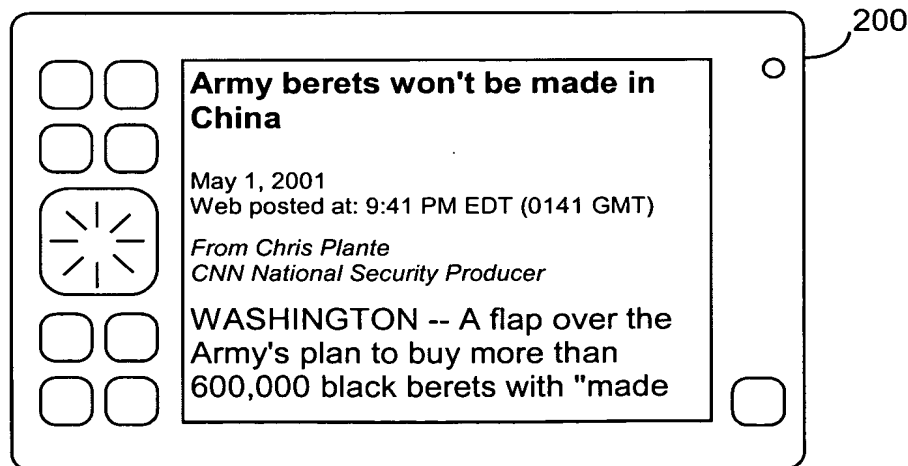 200
Army berets won't be made in
China
May 1, 2001
Web posted at: 9:41 PM EDT (0141 GMT)
From Chris Plante
CNN National Security Producer
WASHINGTON -- A flap over the
Army's plan to buy more than
600,000 black berets with "made